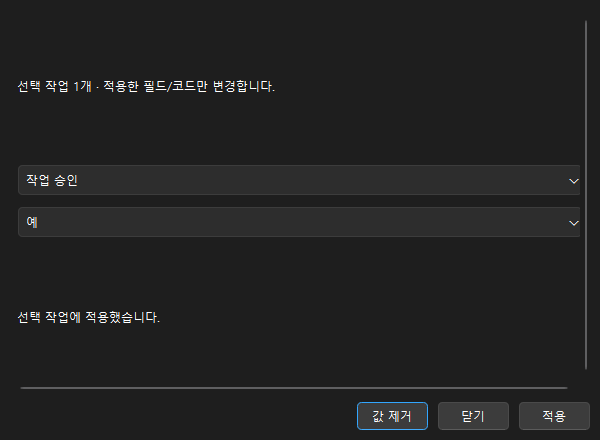 선택 작업 1개 · 적용한 필드/코드만 변경합니다.
작업 승인
예
선택 작업에 적용했습니다.
값 제거
닫기
적용